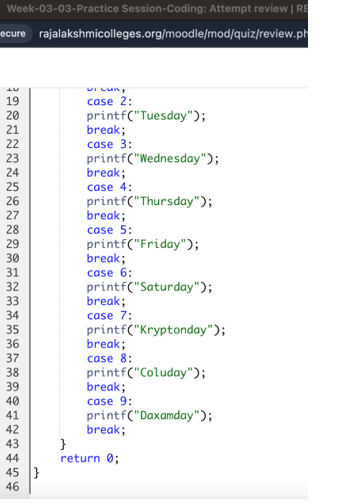 Week-03-03-Practice Session-Coding: Attempt review | RE
ecure rajalakshmicolleges.org/moodle/mod/quiz/review.ph
18 break;
19 case 2:
20 printf("Tuesday");
21 break;
22 case 3:
23 printf("Wednesday");
24 break;
25 case 4:
26 printf("Thursday");
27 break;
28 case 5:
29 printf("Friday");
30 break;
31 case 6:
32 printf("Saturday");
33 break;
34 case 7:
35 printf("Kryptonday");
36 break;
37 case 8:
38 printf("Coluday");
39 break;
40 case 9:
41 printf("Daxamday");
42 break;
43 }
44 return 0;
45 }
46